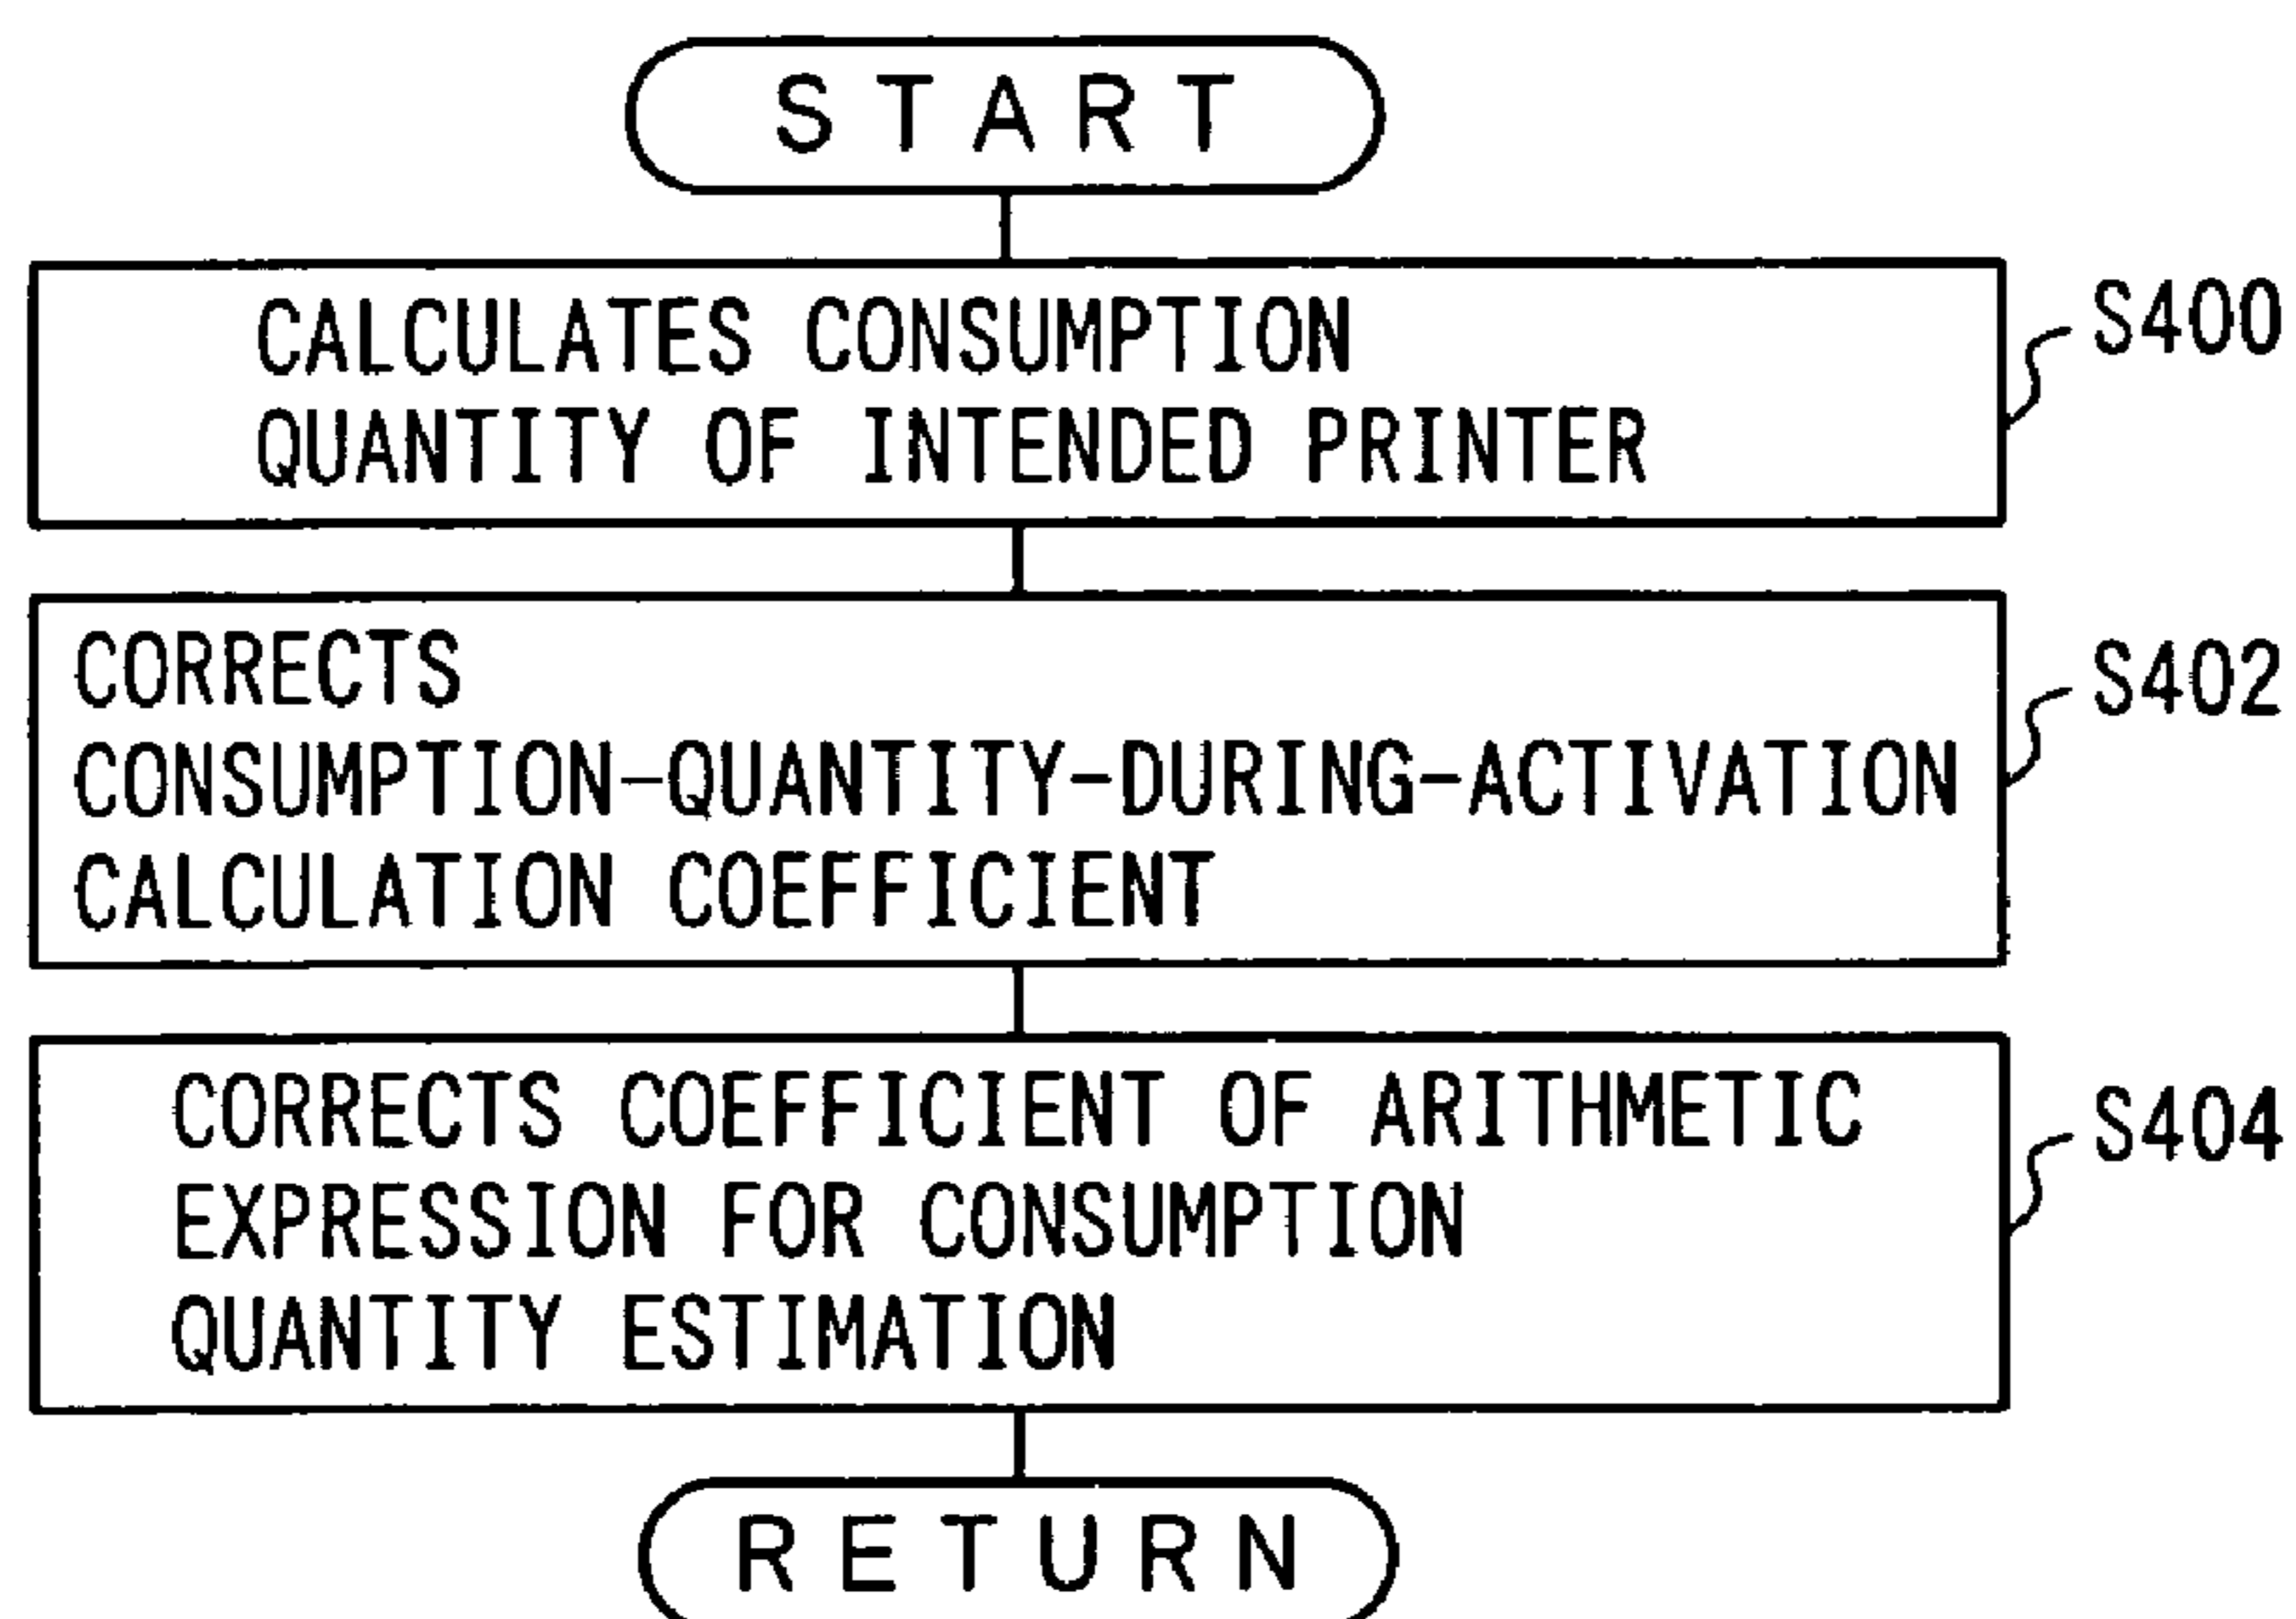 START
CALCULATES CONSUMPTION
QUANTITY OF INTENDED PRINTER
S400
CORRECTS
CONSUMPTION-QUANTITY-DURING-ACTIVATION
CALCULATION COEFFICIENT
S402
CORRECTS COEFFICIENT OF ARITHMETIC
EXPRESSION FOR CONSUMPTION
QUANTITY ESTIMATION
S404
RETURN